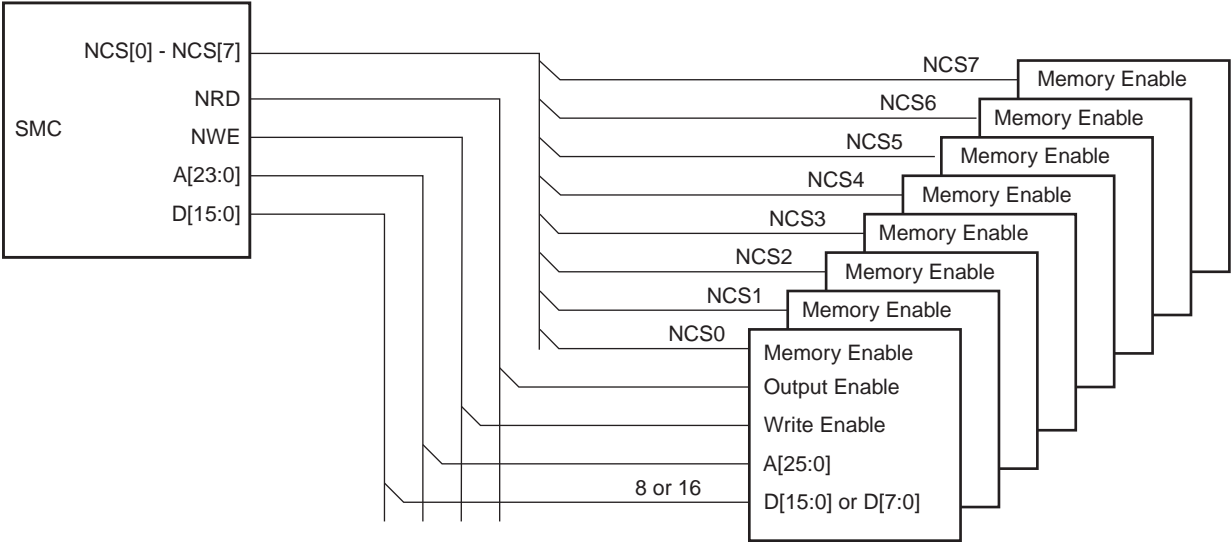 NCS[0] - NCS[7]
NRD
SMC
NWE
A[23:0]
D[15:0]
NCS7
Memory Enable
NCS6
Memory Enable
NCS5
Memory Enable
NCS4
Memory Enable
NCS3
Memory Enable
NCS2
Memory Enable
NCS1
Memory Enable
NCS0
Memory Enable
Output Enable
Write Enable
A[25:0]
8 or 16
D[15:0] or D[7:0]